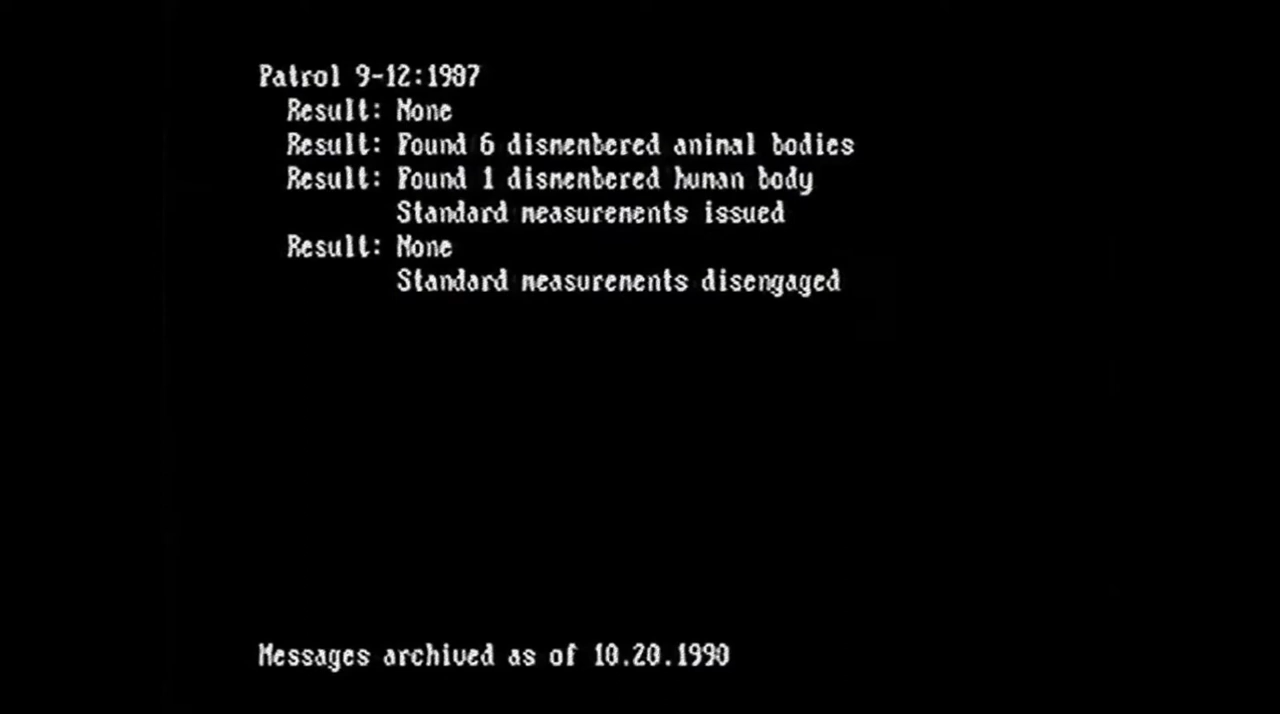 Patrol 9-12:1987
Result: None
Result: Found 6 dismembered animal bodies
Result: Found 1 dismembered human body
Standard measurements issued
Result: None
Standard measurements disengaged
Messages archived as of 10.20.1990